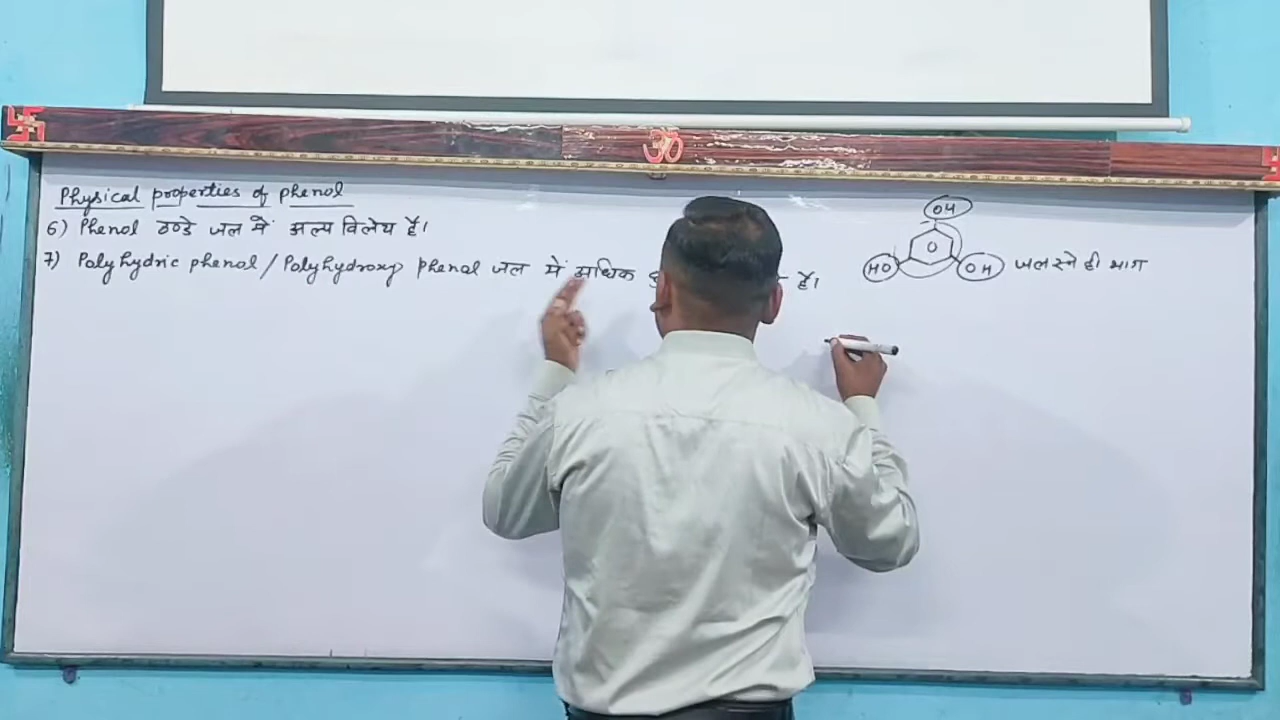 ॐ
Physical properties of phenol
6) Phenol ठण्डे जल में अल्प विलेय हैं।
7) Polyhydric phenol / Polyhydroxy phenol जल में अधिक हैं।
OH
HO OH जलस्नेही भाग